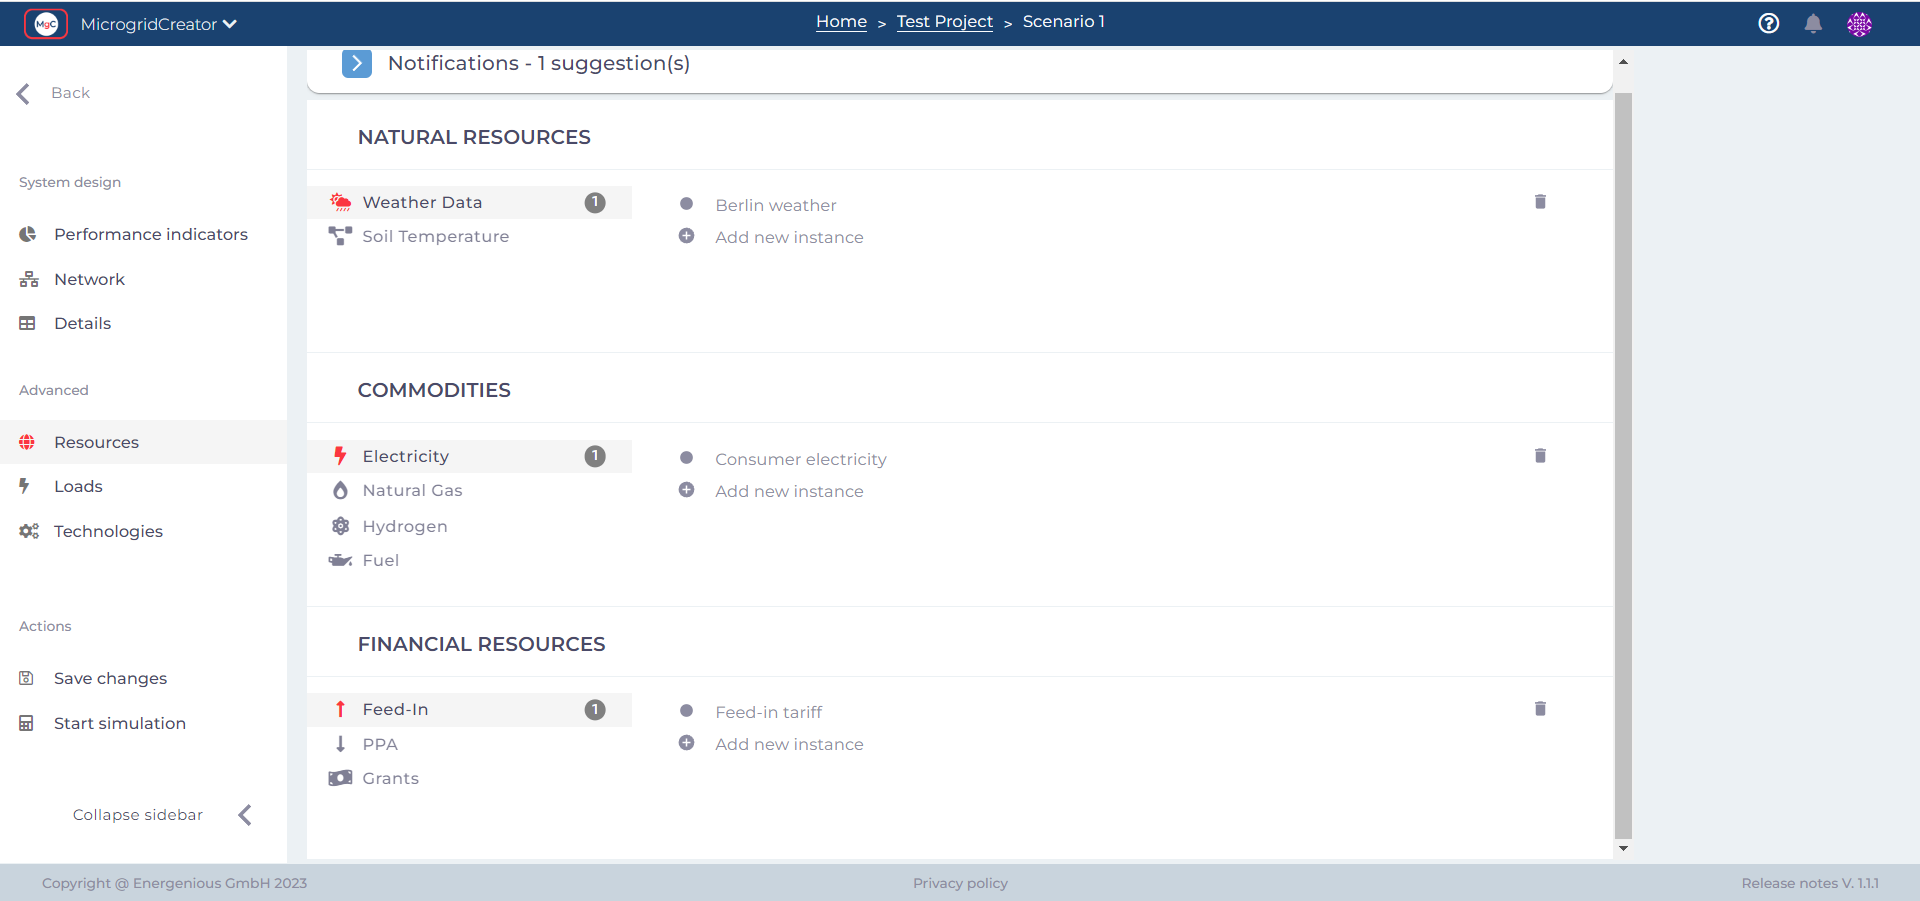 MgC MicrogridCreator
Home > Test Project > Scenario 1
Notifications - 1 suggestion(s)
Back
System design
Performance indicators
Network
Details
Advanced
Resources
Loads
Technologies
Actions
Save changes
Start simulation
Collapse sidebar
NATURAL RESOURCES
Weather Data 1
Soil Temperature
Berlin weather
Add new instance
COMMODITIES
Electricity 1
Natural Gas
Hydrogen
Fuel
Consumer electricity
Add new instance
FINANCIAL RESOURCES
Feed-In 1
PPA
Grants
Feed-in tariff
Add new instance
Copyright @ Energenious GmbH 2023
Privacy policy
Release notes V. 1.1.1